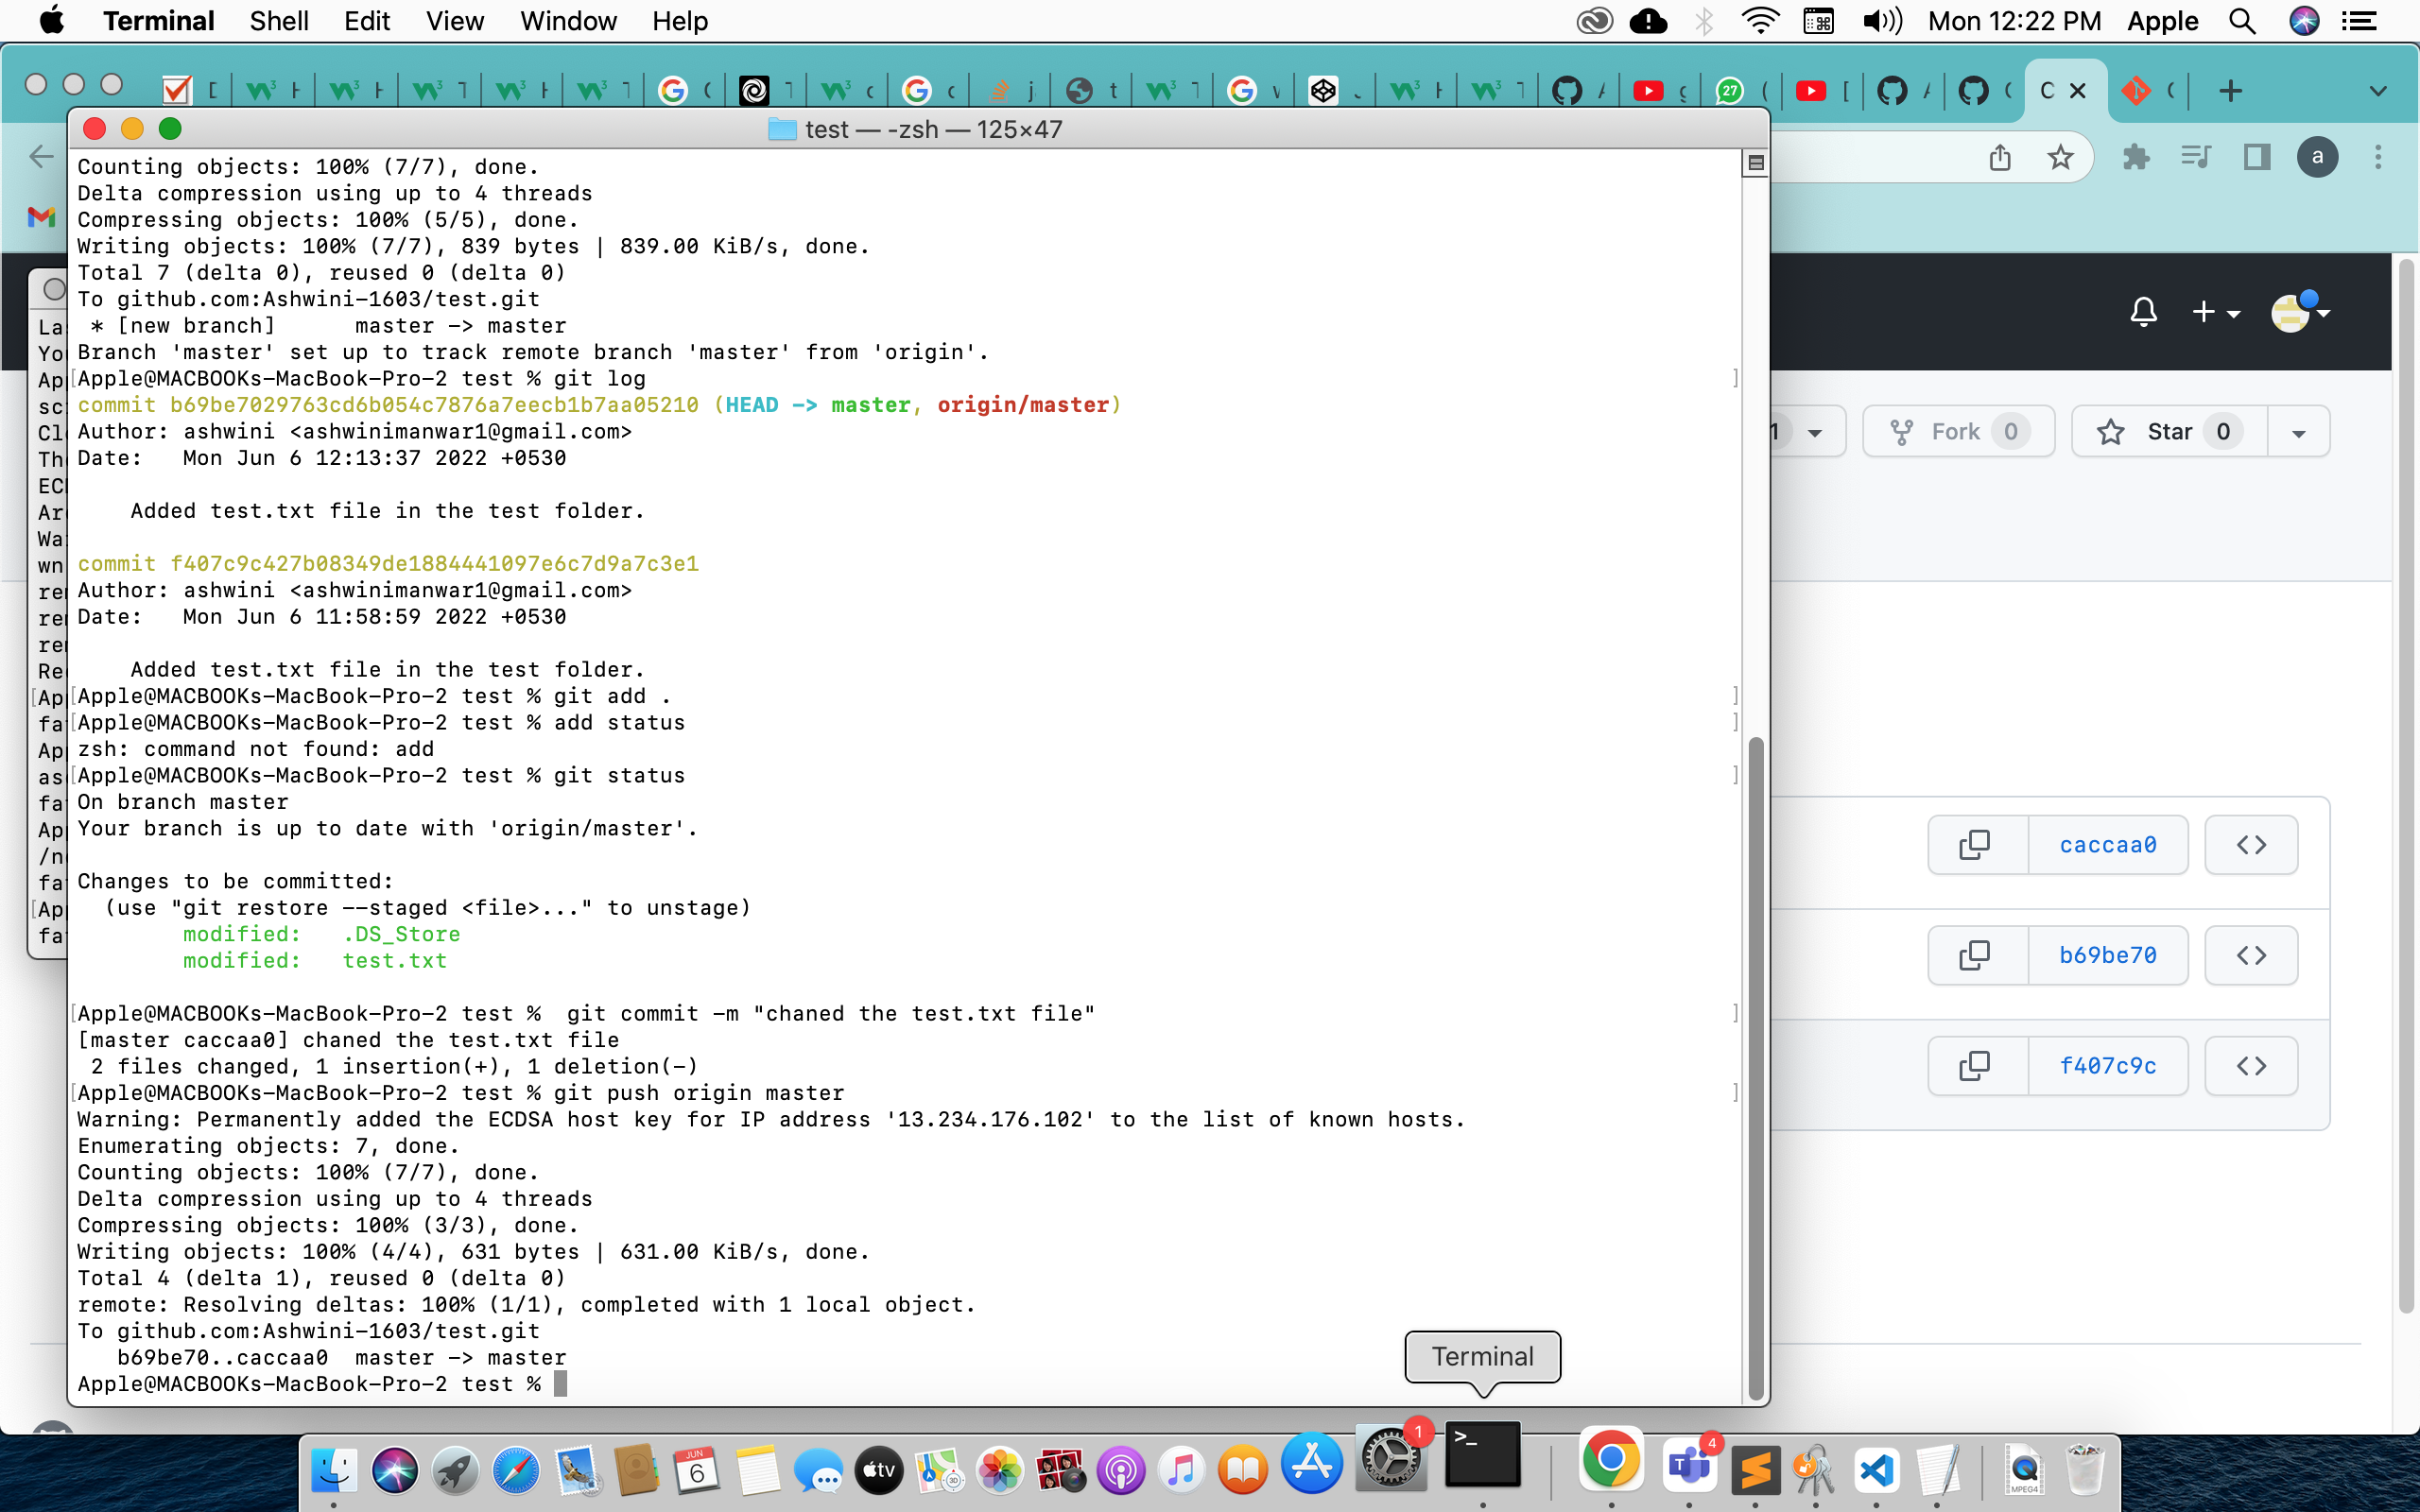 Terminal Shell Edit View Window Help Mon 12:22 PM Apple
test — -zsh — 125×47
Counting objects: 100% (7/7), done.
Delta compression using up to 4 threads
Compressing objects: 100% (5/5), done.
Writing objects: 100% (7/7), 839 bytes | 839.00 KiB/s, done.
Total 7 (delta 0), reused 0 (delta 0)
To github.com:Ashwini-1603/test.git
 * [new branch]      master -> master
Branch 'master' set up to track remote branch 'master' from 'origin'.
Apple@MACBOOKs-MacBook-Pro-2 test % git log
commit b69be7029763cd6b054c7876a7eecb1b7aa05210 (HEAD -> master, origin/master)
Author: ashwini <ashwinimanwar1@gmail.com>
Date:   Mon Jun 6 12:13:37 2022 +0530
    Added test.txt file in the test folder.
commit f407c9c427b08349de1884441097e6c7d9a7c3e1
Author: ashwini <ashwinimanwar1@gmail.com>
Date:   Mon Jun 6 11:58:59 2022 +0530
    Added test.txt file in the test folder.
Apple@MACBOOKs-MacBook-Pro-2 test % git add .
Apple@MACBOOKs-MacBook-Pro-2 test % add status
zsh: command not found: add
Apple@MACBOOKs-MacBook-Pro-2 test % git status
On branch master
Your branch is up to date with 'origin/master'.
Changes to be committed:
  (use "git restore --staged <file>..." to unstage)
        modified:   .DS_Store
        modified:   test.txt
Apple@MACBOOKs-MacBook-Pro-2 test %  git commit -m "chaned the test.txt file"
[master caccaa0] chaned the test.txt file
 2 files changed, 1 insertion(+), 1 deletion(-)
Apple@MACBOOKs-MacBook-Pro-2 test % git push origin master
Warning: Permanently added the ECDSA host key for IP address '13.234.176.102' to the list of known hosts.
Enumerating objects: 7, done.
Counting objects: 100% (7/7), done.
Delta compression using up to 4 threads
Compressing objects: 100% (3/3), done.
Writing objects: 100% (4/4), 631 bytes | 631.00 KiB/s, done.
Total 4 (delta 1), reused 0 (delta 0)
remote: Resolving deltas: 100% (1/1), completed with 1 local object.
To github.com:Ashwini-1603/test.git
   b69be70..caccaa0  master -> master
Apple@MACBOOKs-MacBook-Pro-2 test %
27
a
1 Fork 0 Star 0
caccaa0
b69be70
f407c9c
Terminal
JUN
6
tv
3D
1
>_
4
T
MPEG4